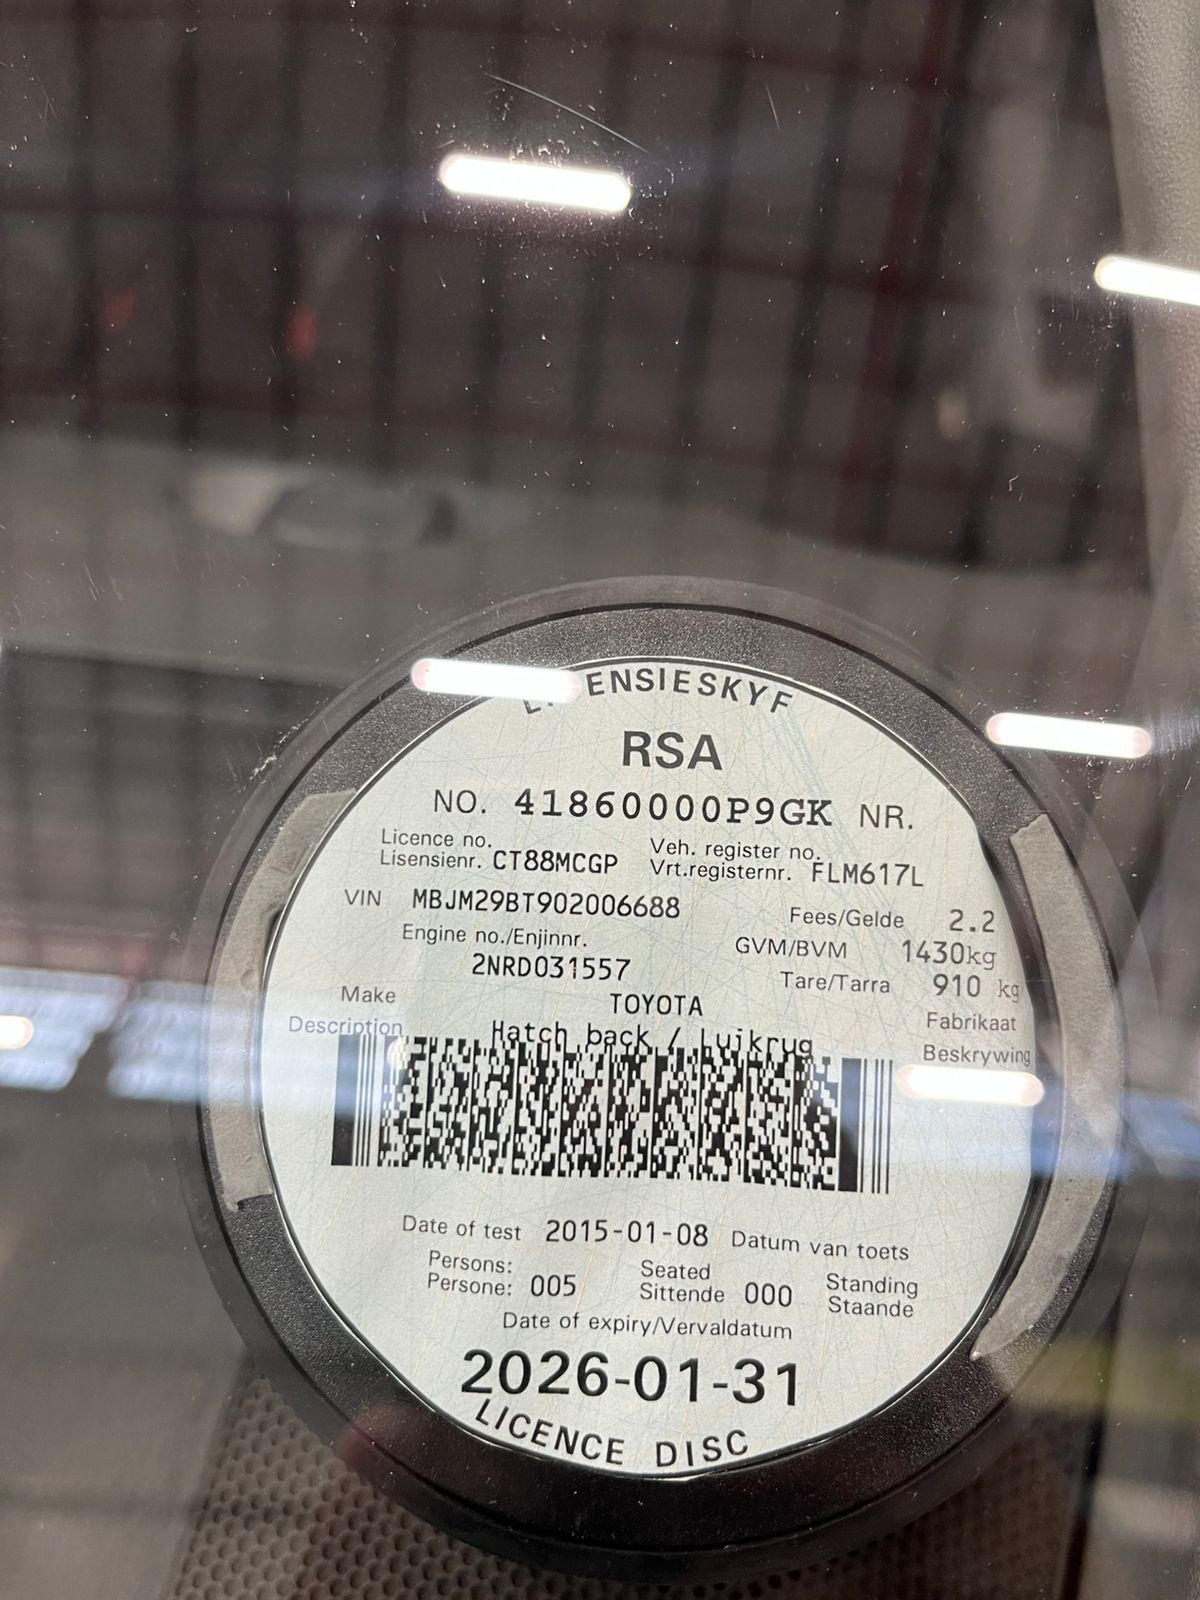 LISENSIESKYF
RSA
NO. 41860000P9GK NR.
Licence no. Veh. register no.
Lisensienr. CT88MCGP Vrt.registernr. FLM617L
VIN MBJM29BT902006688 Fees/Gelde 2.2
Engine no./Enjinnr. GVM/BVM 1430kg
2NRD031557 Tare/Tarra 910 kg
Make TOYOTA Fabrikaat
Description Hatch back / Luikrug Beskrywing
Date of test 2015-01-08 Datum van toets
Persons: Seated Standing
Persone: 005 Sittende 000 Staande
Date of expiry/Vervaldatum
2026-01-31
LICENCE DISC